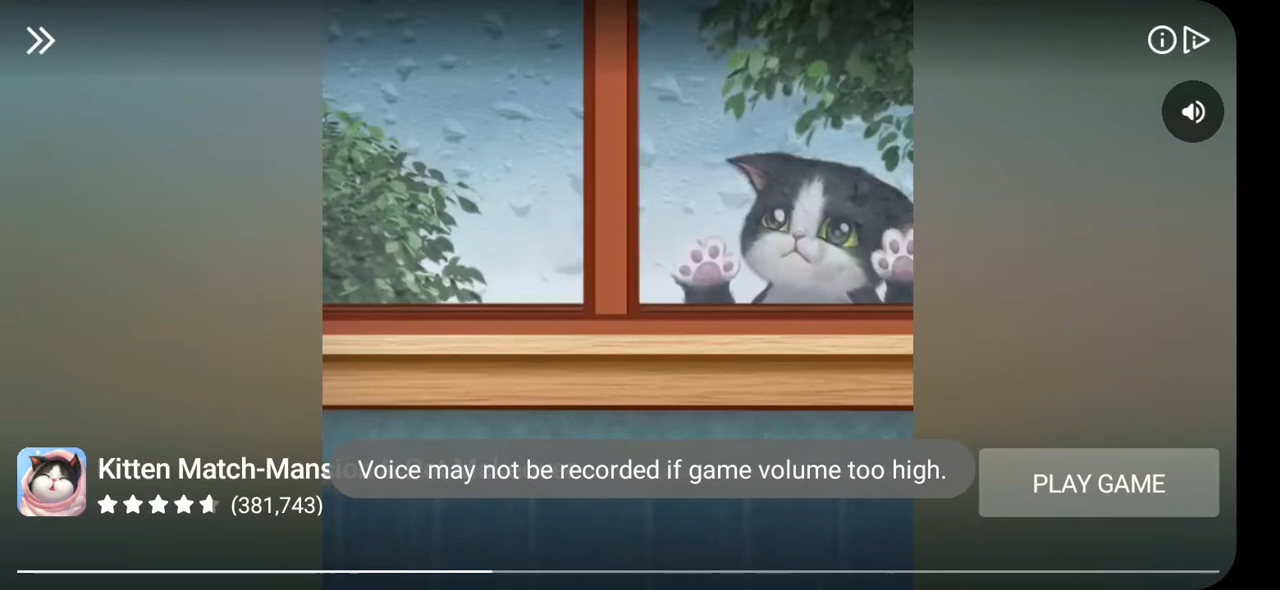 Kitten Match-Mans
Voice may not be recorded if game volume too high.
(381,743)
PLAY GAME